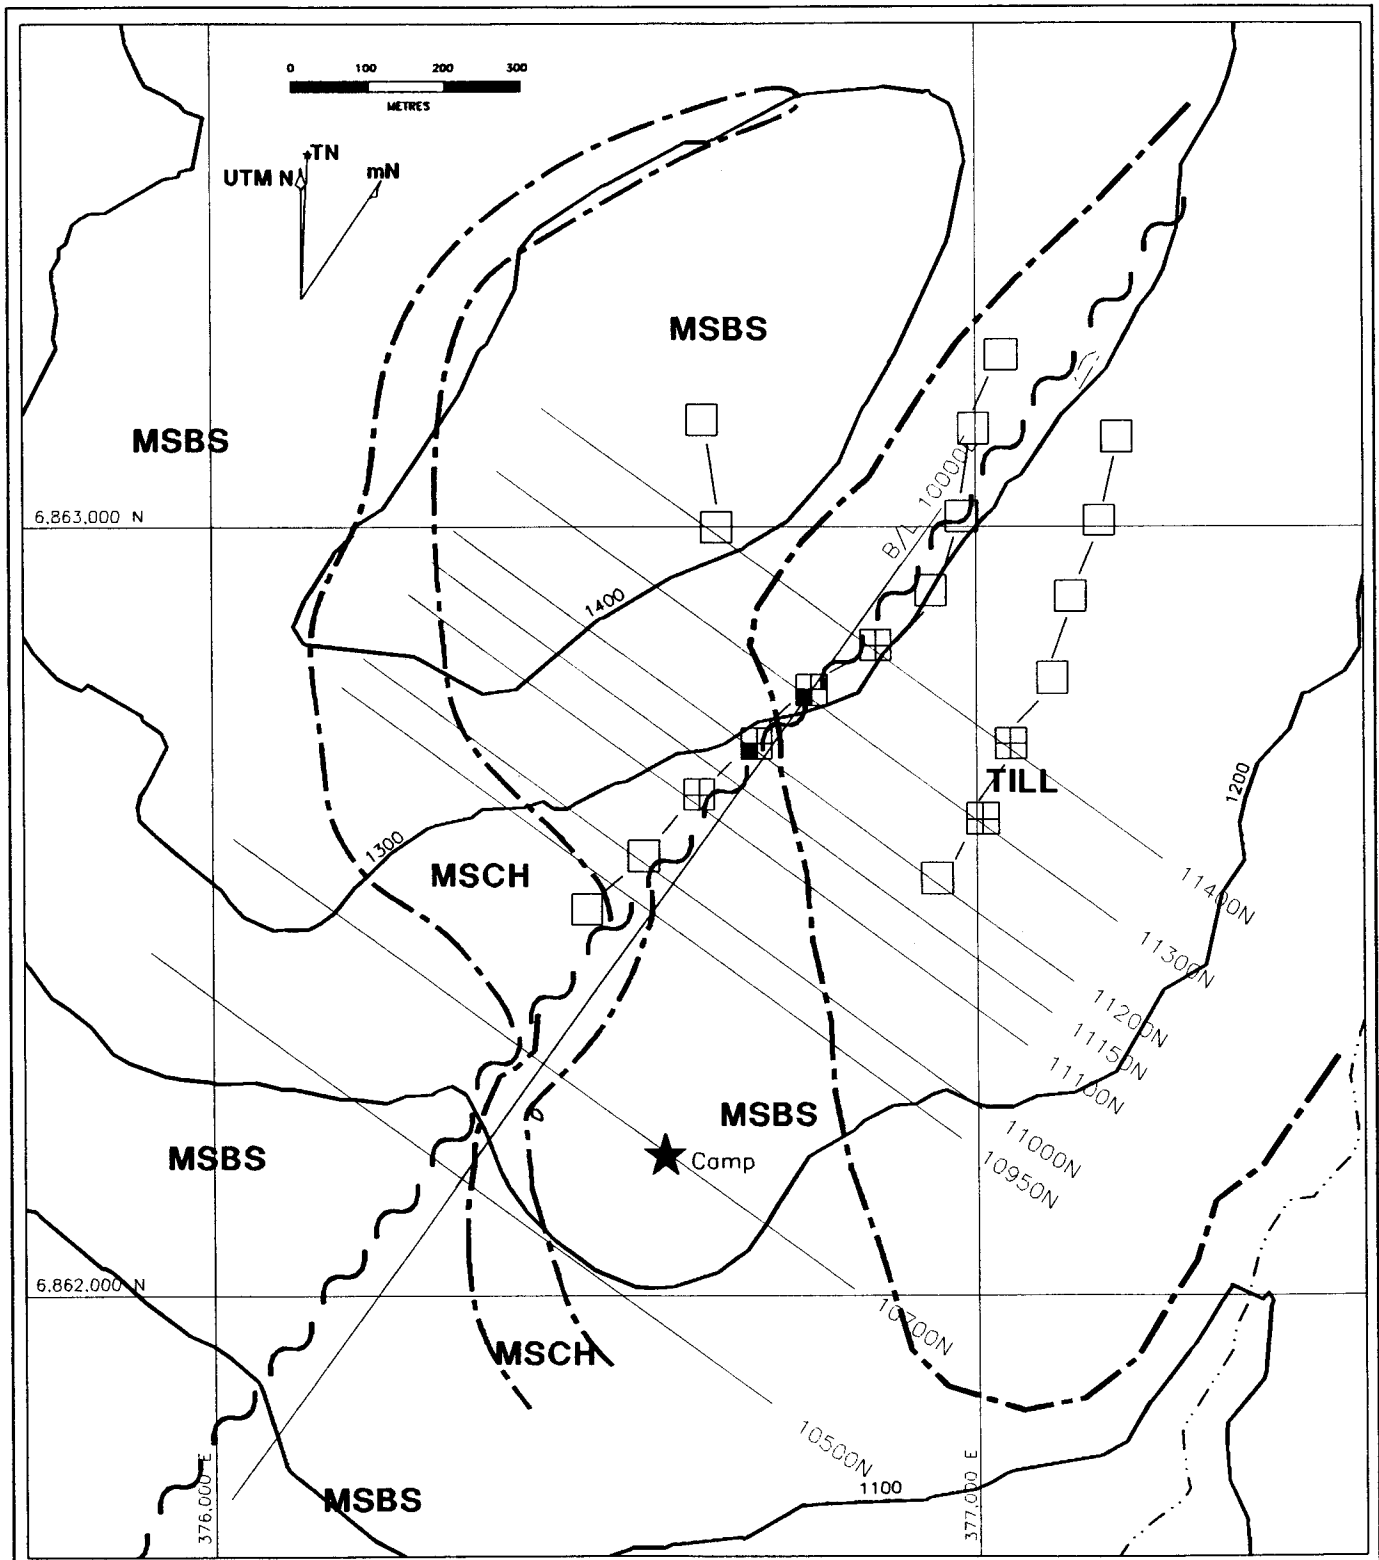 0 100 200 300
METRES
TN
UTM N
mN
MSBS
MSBS
6,863,000 N
B/L 10000
1400
TILL
1200
1300
MSCH
11400N
11300N
11200N
11150N
11100N
11000N
10950N
MSBS
Camp
MSBS
6,862,000 N
10700N
MSCH
10500N
1100
MSBS
376,000 E
377,000 E